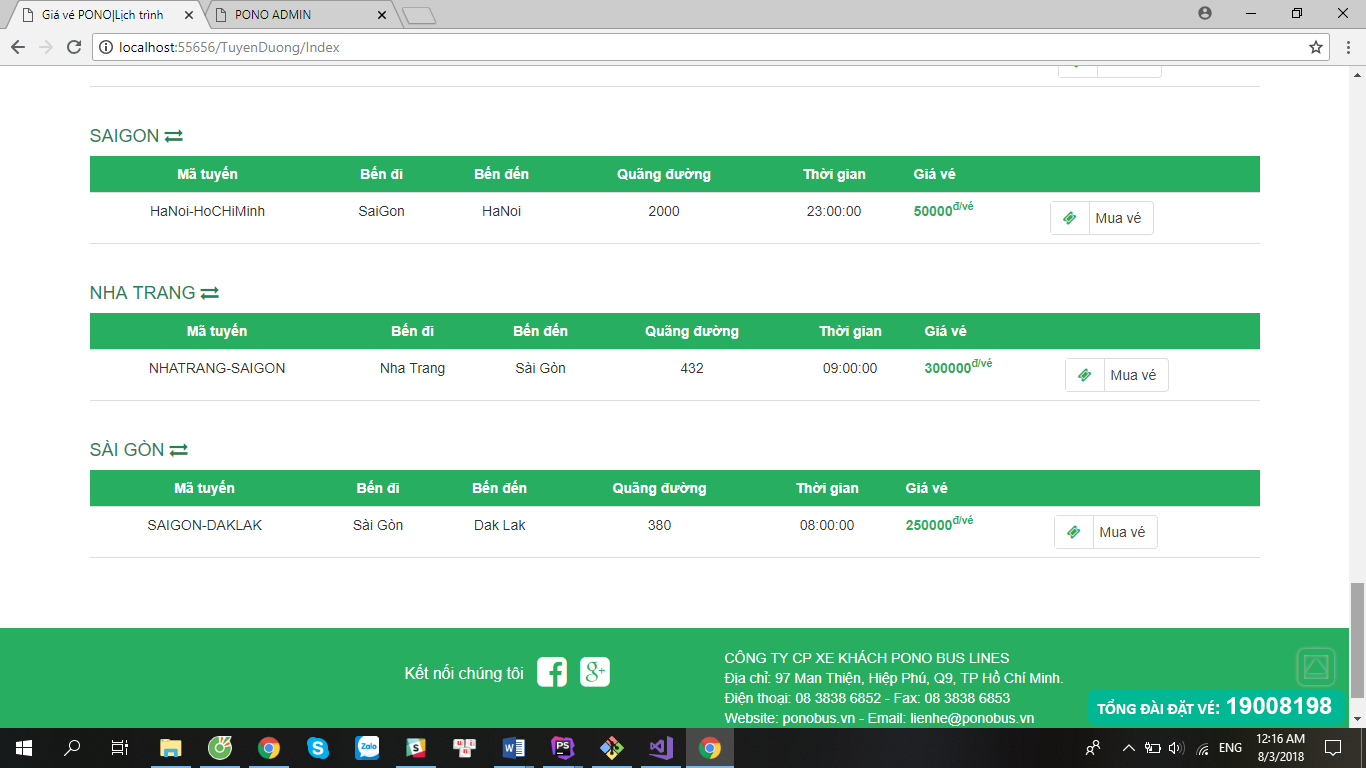 Giá vé PONO|Lịch trình
PONO ADMIN
localhost:55656/TuyenDuong/Index
SAIGON
Mã tuyến Bến đi Bến đến Quãng đường Thời gian Giá vé
HaNoi-HoCHiMinh SaiGon HaNoi 2000 23:00:00 50000đ/vé Mua vé
NHA TRANG
Mã tuyến Bến đi Bến đến Quãng đường Thời gian Giá vé
NHATRANG-SAIGON Nha Trang Sài Gòn 432 09:00:00 300000đ/vé Mua vé
SÀI GÒN
Mã tuyến Bến đi Bến đến Quãng đường Thời gian Giá vé
SAIGON-DAKLAK Sài Gòn Dak Lak 380 08:00:00 250000đ/vé Mua vé
Kết nối chúng tôi
CÔNG TY CP XE KHÁCH PONO BUS LINES
Địa chỉ: 97 Man Thiện, Hiệp Phú, Q9, TP Hồ Chí Minh.
Điện thoại: 08 3838 6852 - Fax: 08 3838 6853
Website: ponobus.vn - Email: lienhe@ponobus.vn
TỔNG ĐÀI ĐẶT VÉ: 19008198
Zalo
PS
ENG
12:16 AM
8/3/2018